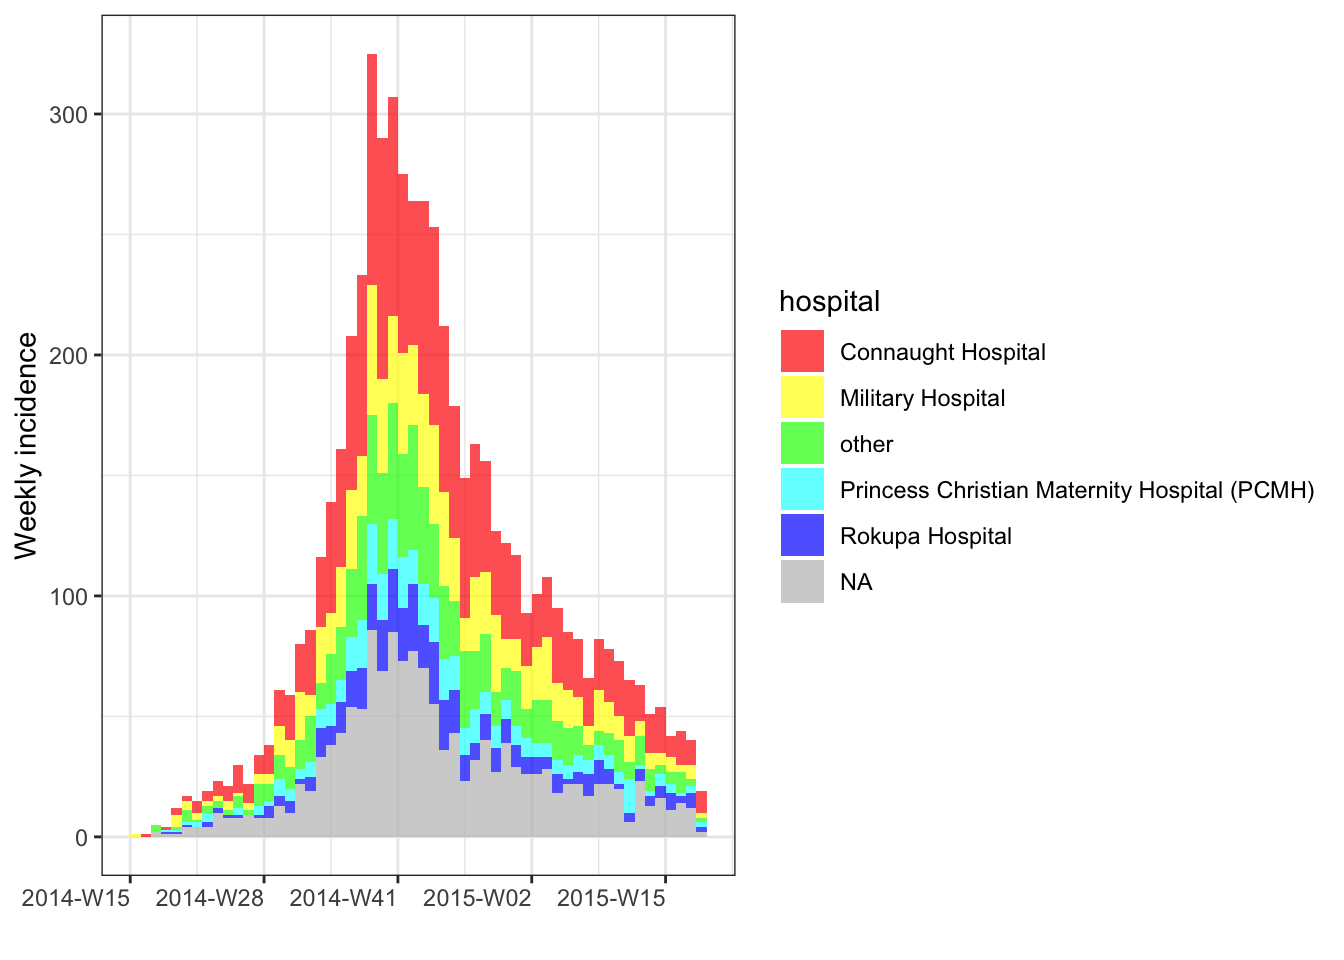 300
200
100
0
Weekly incidence
2014-W15 2014-W28 2014-W41 2015-W02 2015-W15
hospital
Connaught Hospital
Military Hospital
other
Princess Christian Maternity Hospital (PCMH)
Rokupa Hospital
NA